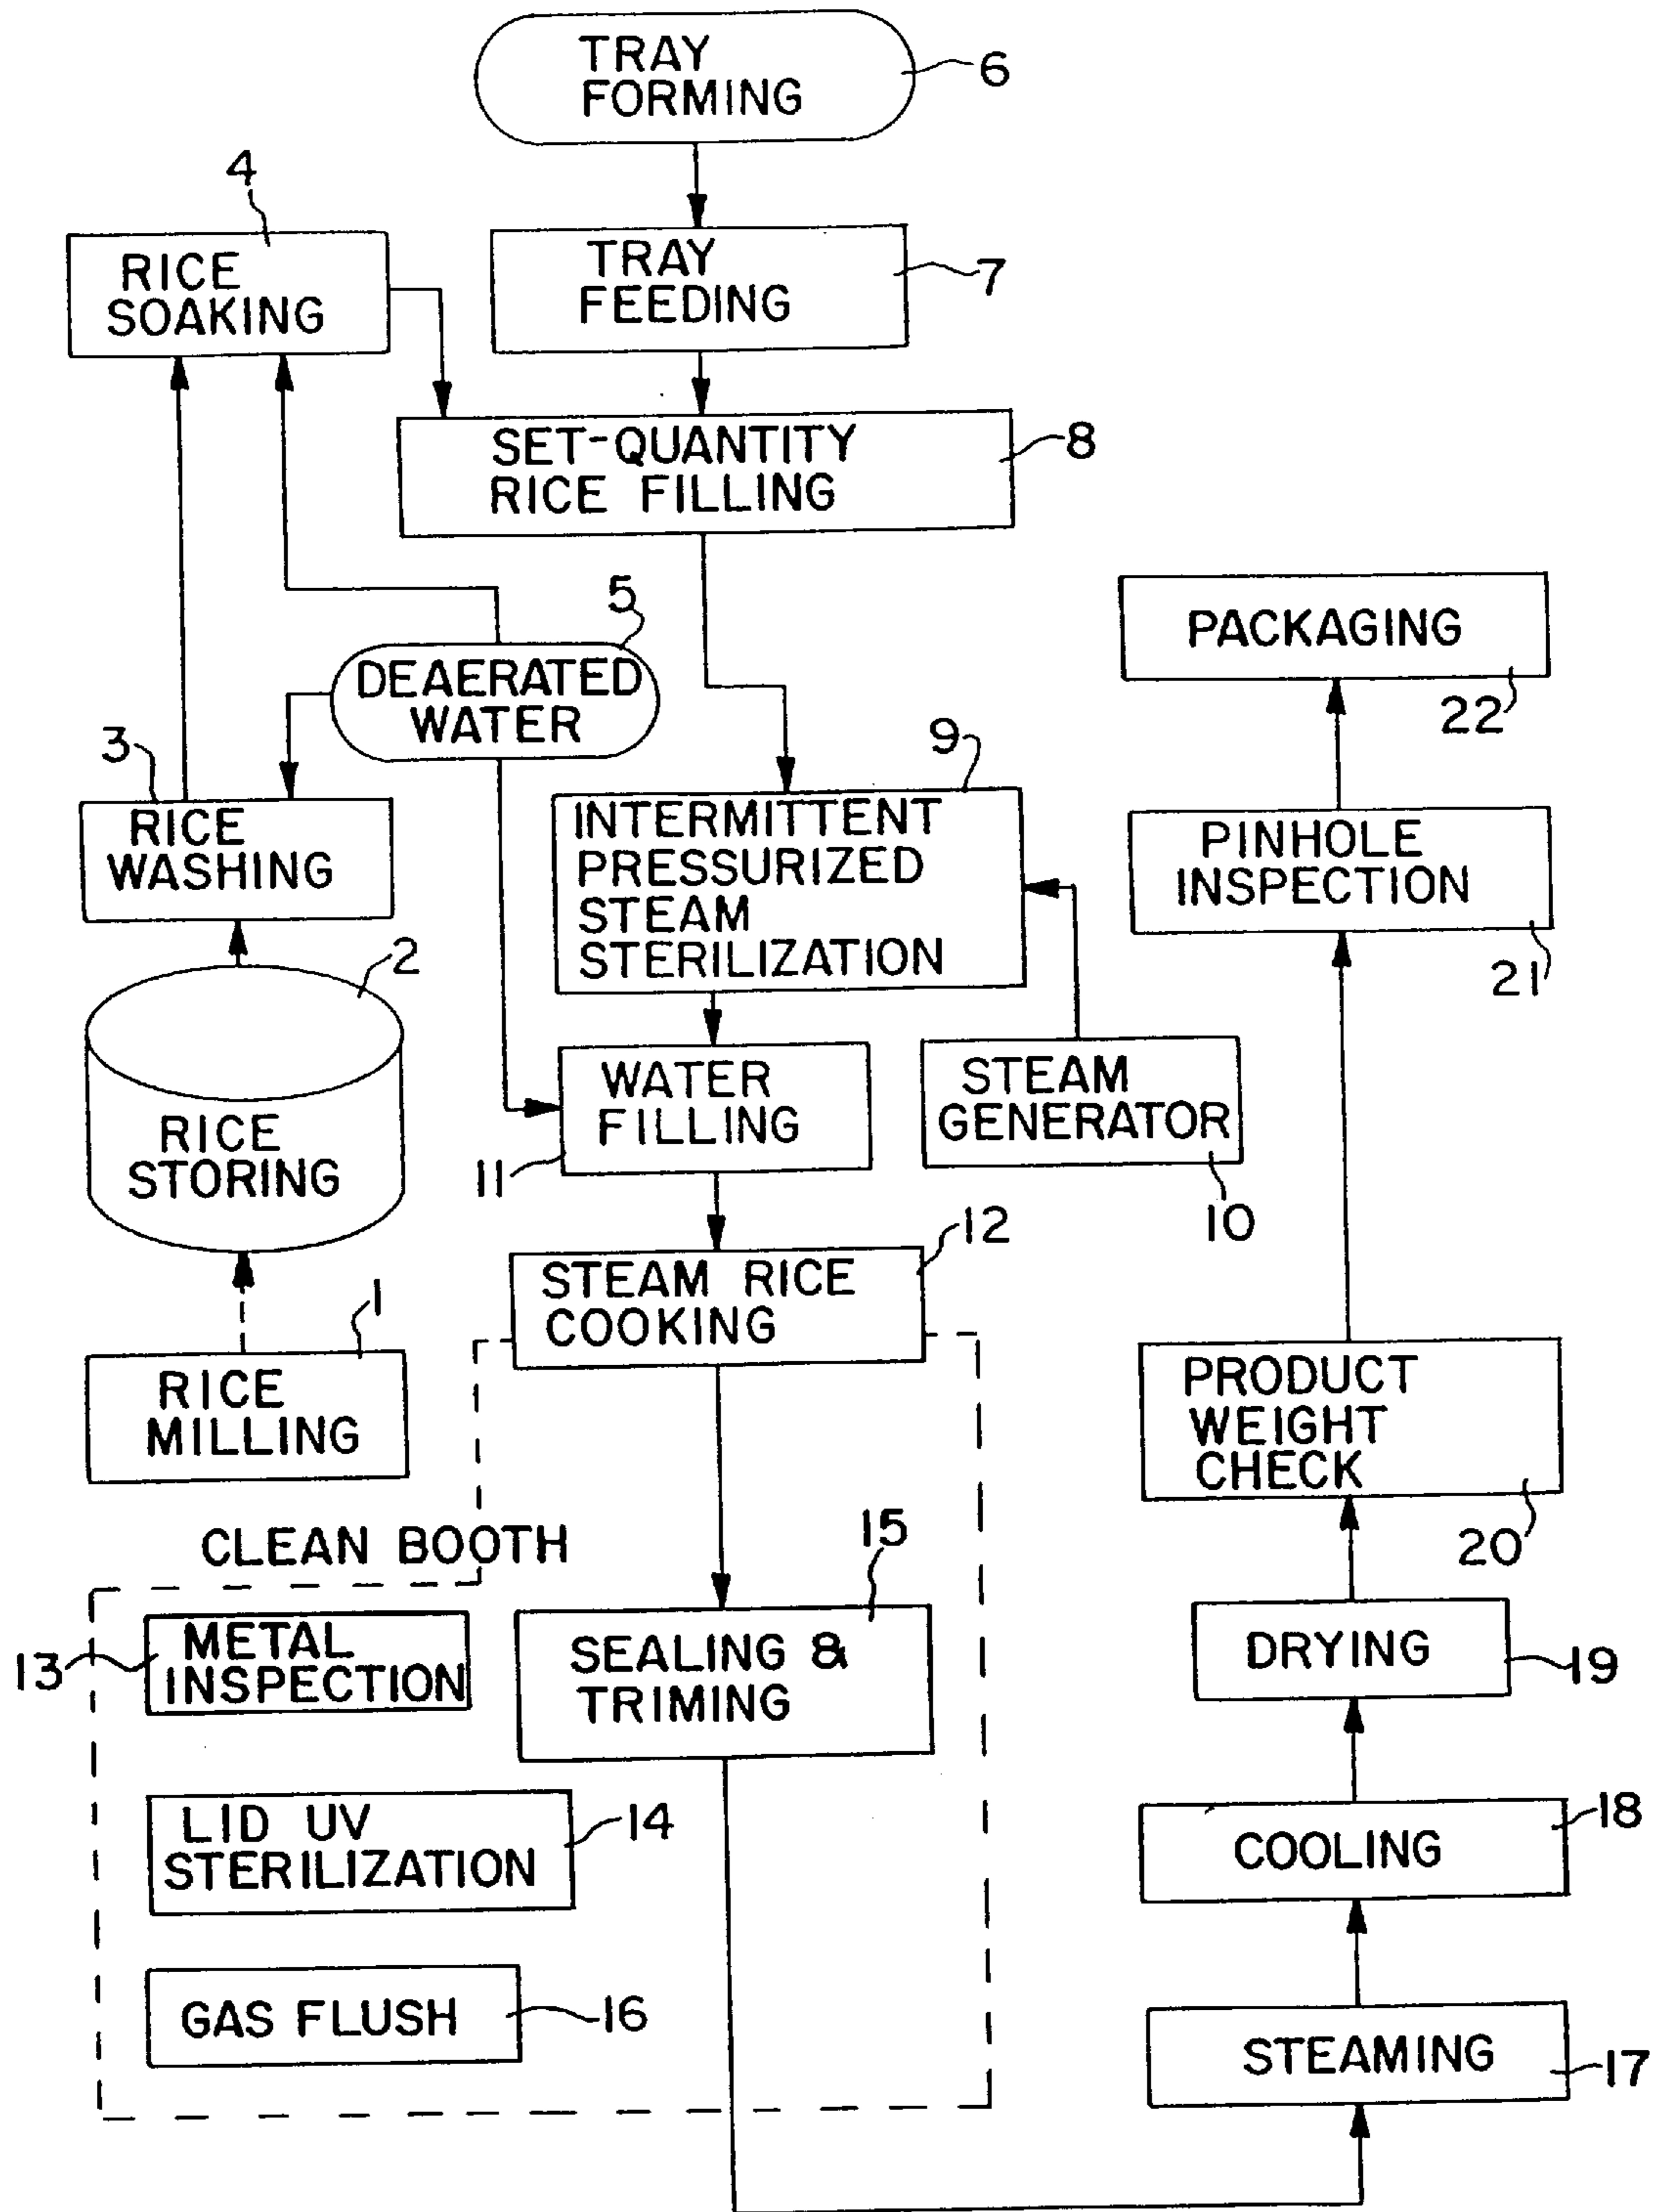 TRAY
FORMING
6
4
RICE
SOAKING
TRAY
FEEDING
7
SET-QUANTITY
RICE FILLING
8
5
DEAERATED
WATER
PACKAGING
22
3
RICE
WASHING
9
INTERMITTENT
PRESSURIZED
STEAM
STERILIZATION
PINHOLE
INSPECTION
21
2
RICE
STORING
WATER
FILLING
11
STEAM
GENERATOR
10
12
STEAM RICE
COOKING
1
RICE
MILLING
PRODUCT
WEIGHT
CHECK
20
CLEAN BOOTH
15
13
METAL
INSPECTION
SEALING &
TRIMING
DRYING
19
LID UV
STERILIZATION
14
18
COOLING
GAS FLUSH
16
STEAMING
17